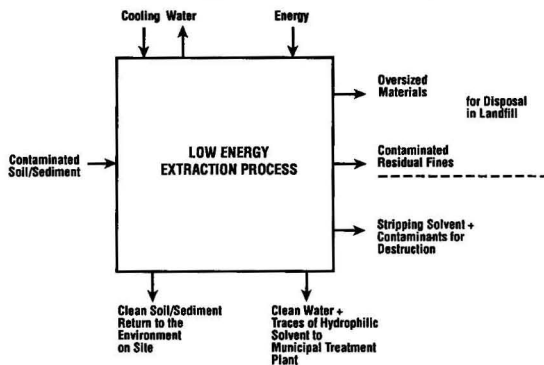 Cooling Water
Energy
Oversized
Materials
for Disposal
in Landfill
LOW ENERGY
EXTRACTION PROCESS
Contaminated
Soil/Sediment
Contaminated
Residual Fines
Stripping Solvent +
Contaminants for
Destruction
Clean Soil/Sediment
Return to the
Environment
on Site
Clean Water +
Traces of Hydrophilic
Solvent to
Municipal Treatment
Plant